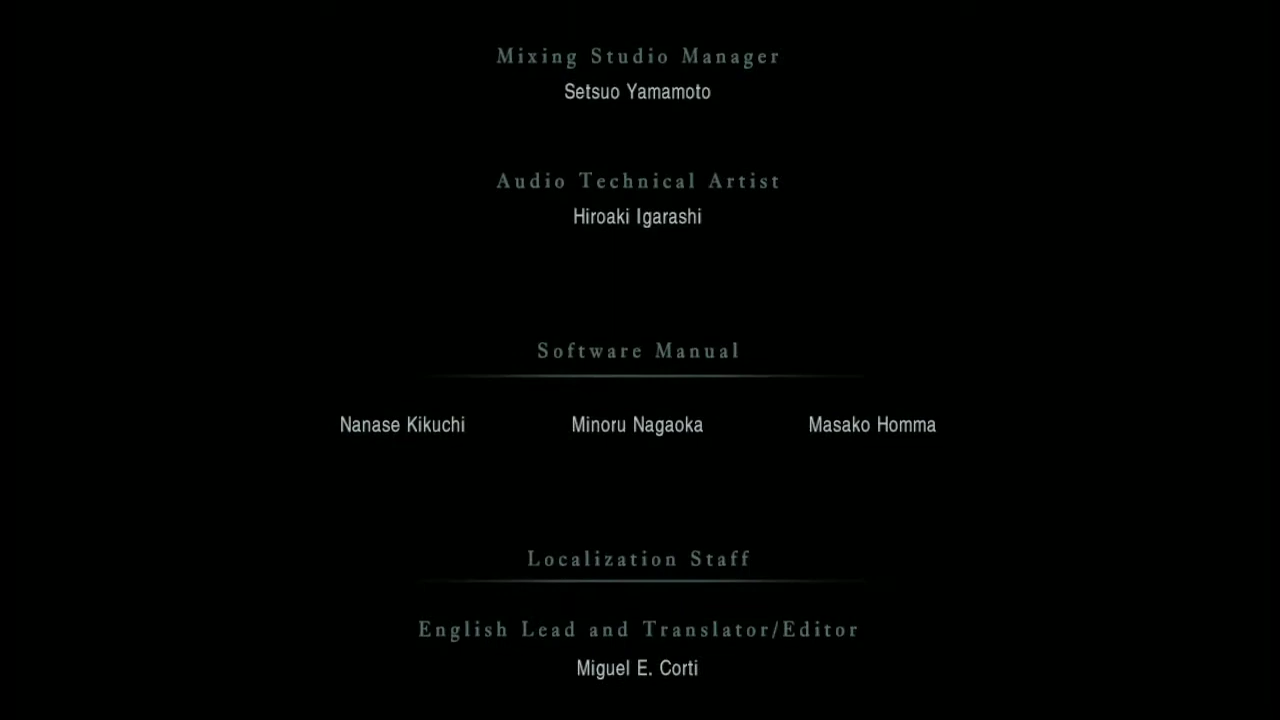 Mixing Studio Manager
Setsuo Yamamoto
Audio Technical Artist
Hiroaki Igarashi
Software Manual
Nanase Kikuchi Minoru Nagaoka Masako Homma
Localization Staff
English Lead and Translator/Editor
Miguel E. Corti